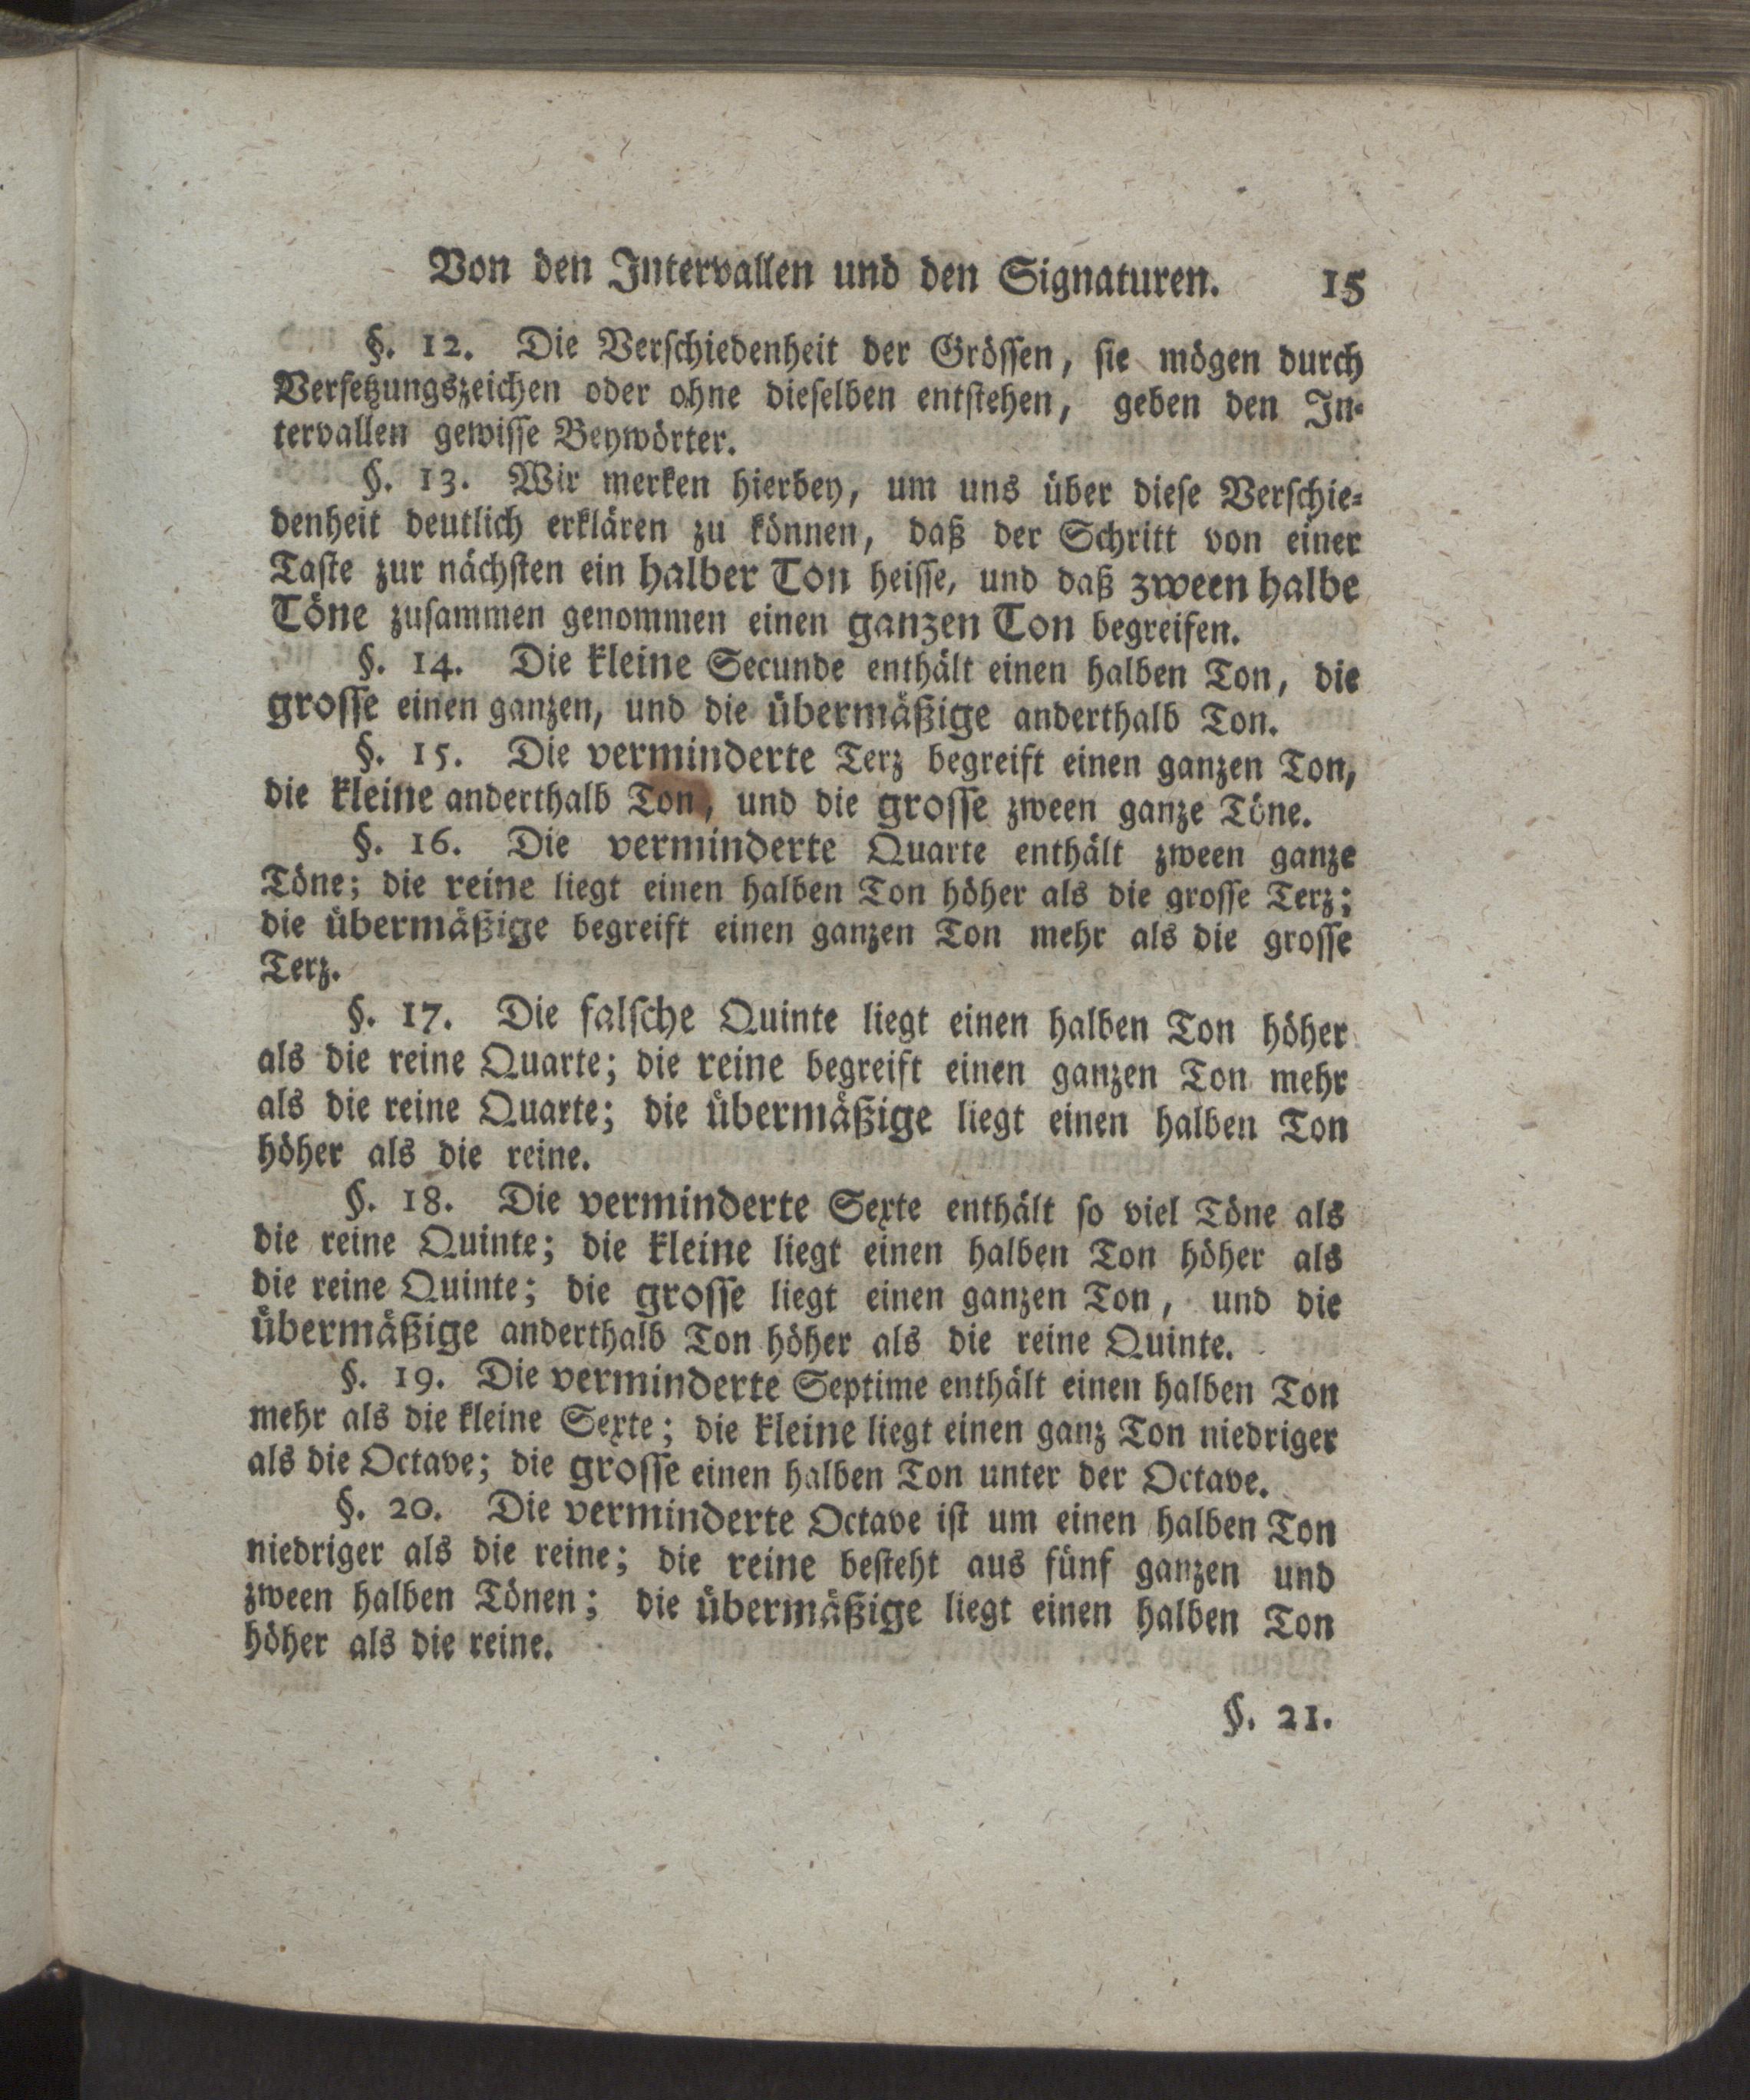 Von den Intervallen und den Signaturen. 15
§. 12. Die Verschiedenheit der Grössen, sie mögen durch
Versetzungszeichen oder ohne dieselben entstehen, geben den In-
tervallen gewisse Beywörter.
§. 13. Wir merken hierbey, um uns über diese Verschie-
denheit deutlich erklären zu können, daß der Schritt von einer
Taste zur nächsten ein halber Ton heisse, und daß zween halbe
Töne zusammen genommen einen ganzen Ton begreifen.
§. 14. Die kleine Secunde enthält einen halben Ton, die
grosse einen ganzen, und die übermäßige anderthalb Ton.
§. 15. Die verminderte Terz begreift einen ganzen Ton,
die kleine anderthalb Ton, und die grosse zween ganze Töne.
§. 16. Die verminderte Quarte enthält zween ganze
Töne; die reine liegt einen halben Ton höher als die grosse Terz;
die übermäßige begreift einen ganzen Ton mehr als die grosse
Terz.
§. 17. Die falsche Quinte liegt einen halben Ton höher
als die reine Quarte; die reine begreift einen ganzen Ton mehr
als die reine Quarte; die übermäßige liegt einen halben Ton
höher als die reine.
§. 18. Die verminderte Sexte enthält so viel Töne als
die reine Quinte; die kleine liegt einen halben Ton höher als
die reine Quinte; die grosse liegt einen ganzen Ton, und die
übermäßige anderthalb Ton höher als die reine Quinte.
§. 19. Die verminderte Septime enthält einen halben Ton
mehr als die kleine Sexte; die kleine liegt einen ganz Ton niedriger
als die Octave; die grosse einen halben Ton unter der Octave.
§. 20. Die verminderte Octave ist um einen halben Ton
niedriger als die reine; die reine besteht aus fünf ganzen und
zween halben Tönen; die übermäßige liegt einen halben Ton
höher als die reine.
§. 21.